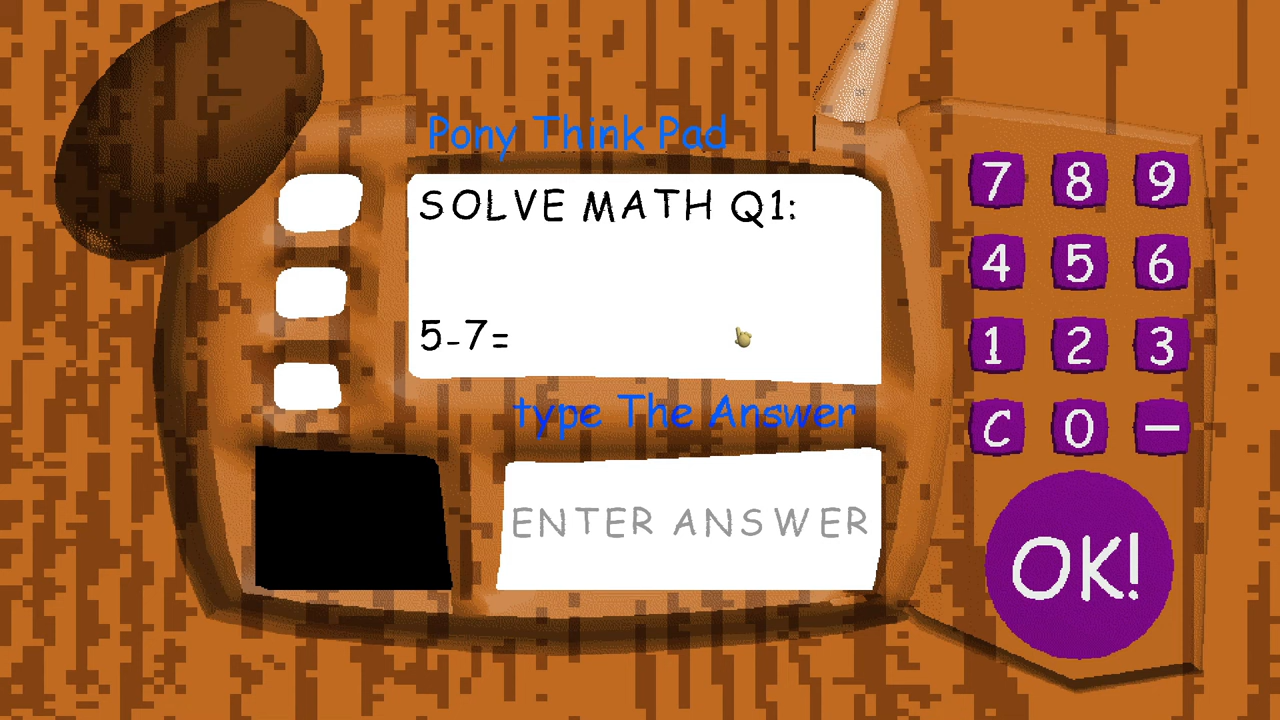 Pony Think Pad
SOLVE MATH Q1:
5-7=
type The Answer
ENTER ANSWER
7 8 9
4 5 6
1 2 3
C 0 —
OK!